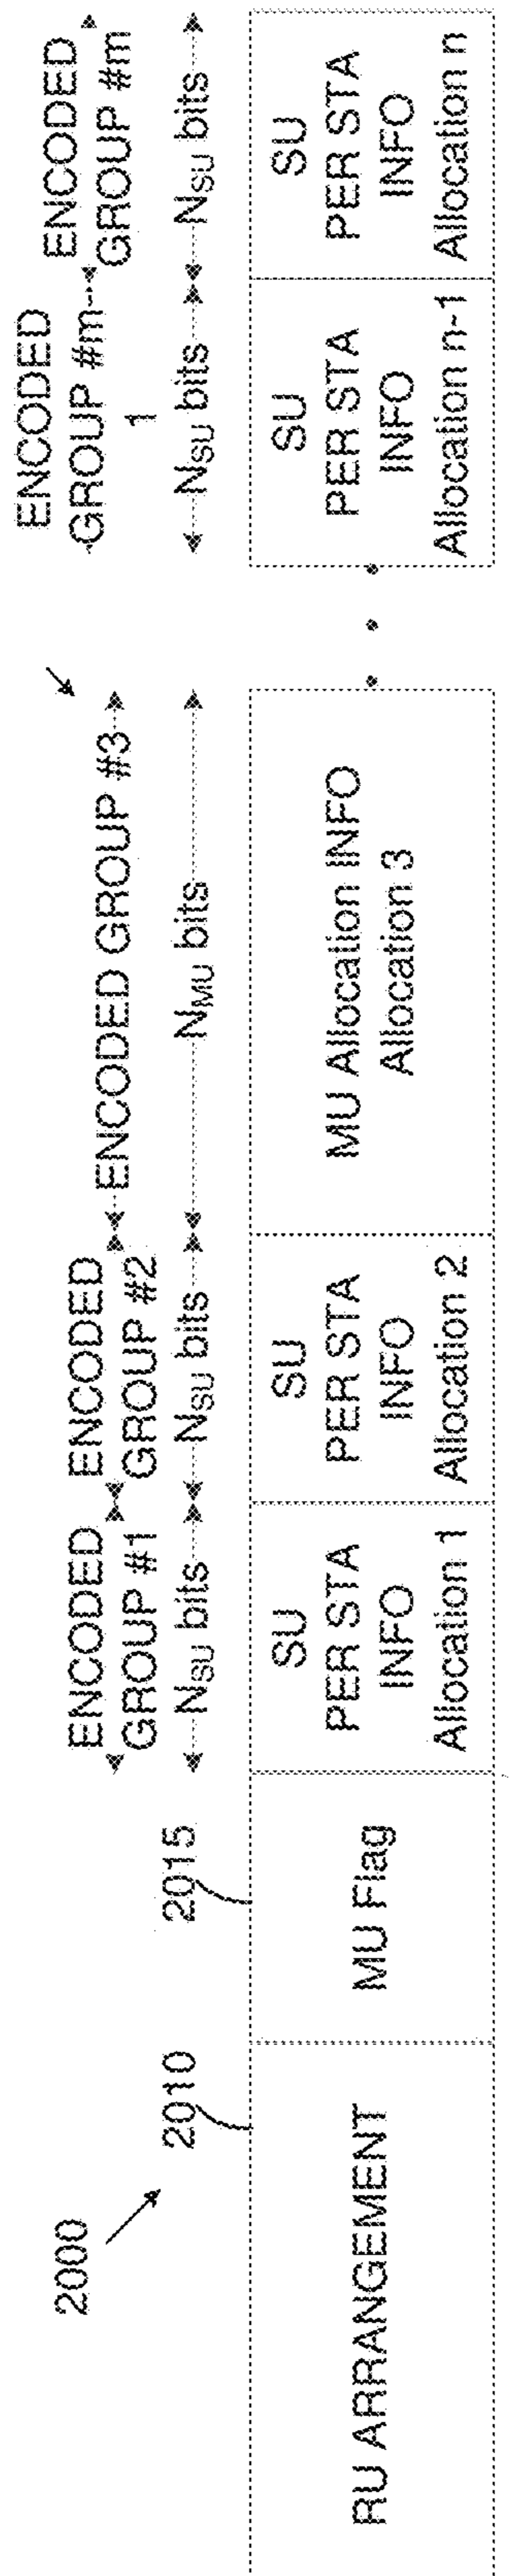 2000
2010
2015
RU ARRANGEMENT
MU Flag
ENCODED
GROUP #1
N_SU bits
SU
PER STA
INFO
Allocation 1
ENCODED
GROUP #2
N_SU bits
SU
PER STA
INFO
Allocation 2
ENCODED GROUP #3
N_MU bits
MU Allocation INFO
Allocation 3
ENCODED
GROUP #m-
1
N_SU bits
SU
PER STA
INFO
Allocation n-1
ENCODED
GROUP #m
N_SU bits
SU
PER STA
INFO
Allocation n